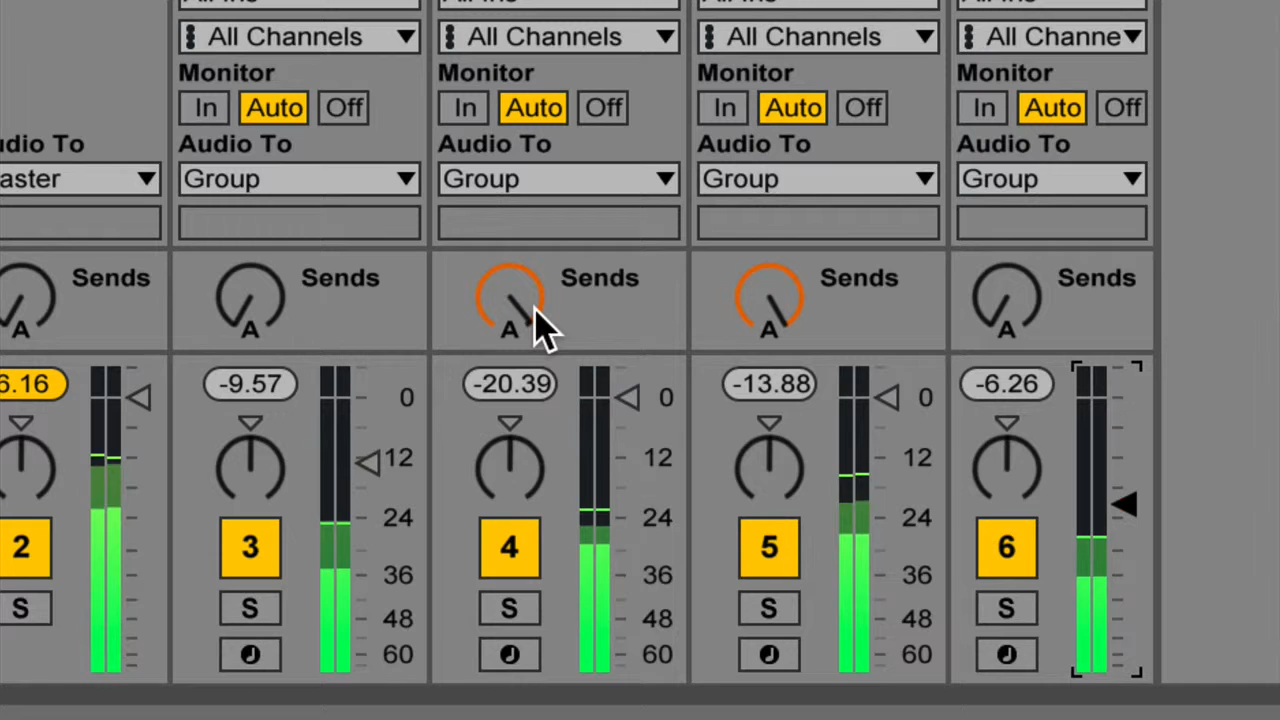 All Channels All Channels All Channels All Channe
Monitor Monitor Monitor Monitor
In Auto Off In Auto Off In Auto Off In Auto Off
udio To Audio To Audio To Audio To Audio To
aster Group Group Group Group
Sends Sends Sends Sends Sends
A A A A A
6.16 -9.57 0 -20.39 0 -13.88 0 -6.26
12 12 12
24 24 24
2 3 4 5 6
36 36 36
S S S S S
48 48 48
60 60 60